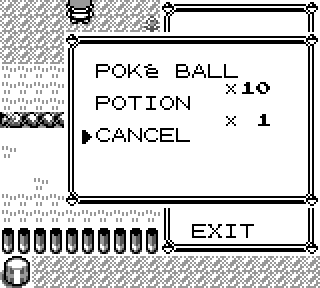 POKé BALL
×10
POTION
× 1
▶CANCEL
EXIT